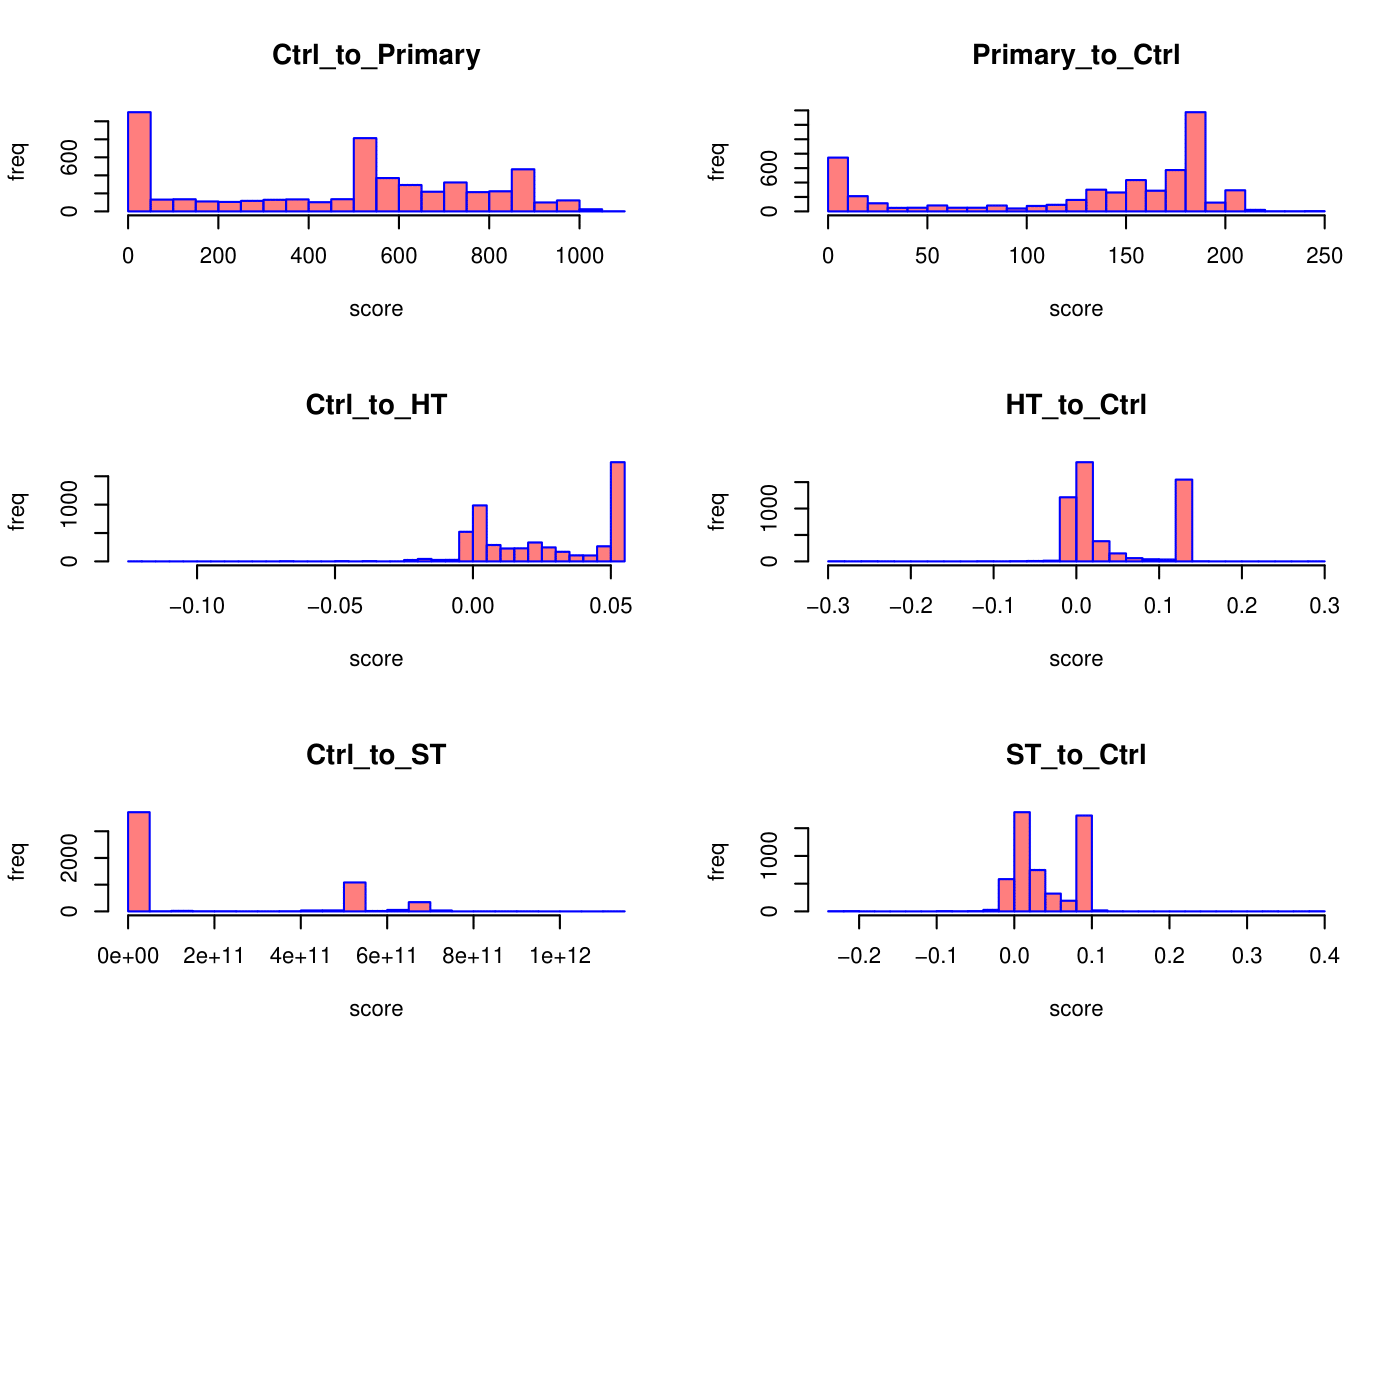 Ctrl_to_Primary
freq
600
0
0 200 400 600 800 1000
score
Primary_to_Ctrl
freq
600
0
0 50 100 150 200 250
score
Ctrl_to_HT
freq
1000
0
−0.10 −0.05 0.00 0.05
score
HT_to_Ctrl
freq
1000
0
−0.3 −0.2 −0.1 0.0 0.1 0.2 0.3
score
Ctrl_to_ST
freq
2000
0
0e+00 2e+11 4e+11 6e+11 8e+11 1e+12
score
ST_to_Ctrl
freq
1000
0
−0.2 −0.1 0.0 0.1 0.2 0.3 0.4
score